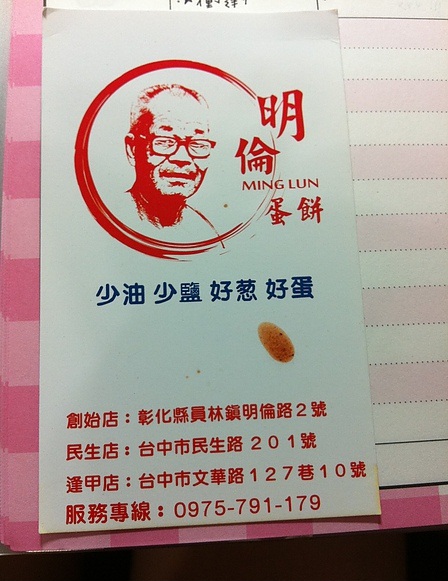 明
倫
MING LUN
蛋餅
少油 少鹽 好葱 好蛋
創始店：彰化縣員林鎮明倫路2號
民生店：台中市民生路 201號
逢甲店：台中市文華路127巷10號
服務專線：0975-791-179